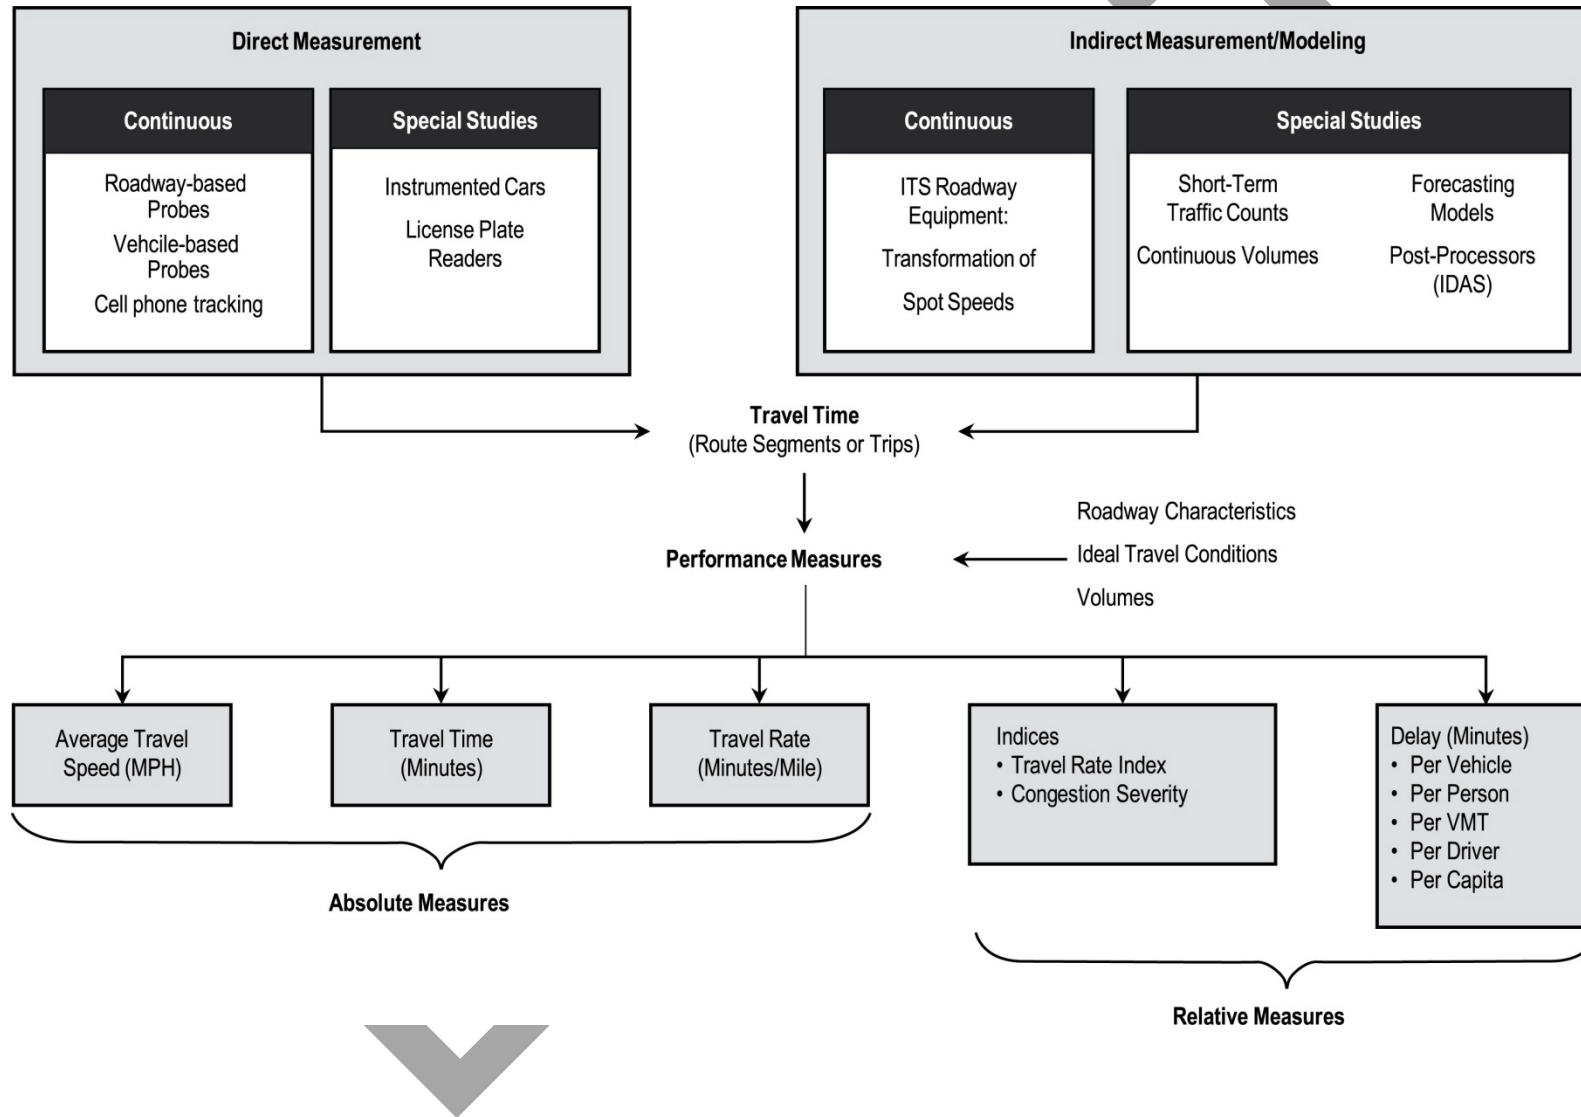 Direct Measurement
Continuous
Roadway-based
Probes
Vehcile-based
Probes
Cell phone tracking
Special Studies
Instrumented Cars
License Plate
Readers
Indirect Measurement/Modeling
Continuous
ITS Roadway
Equipment:
Transformation of
Spot Speeds
Special Studies
Short-Term
Traffic Counts
Continuous Volumes
Forecasting
Models
Post-Processors
(IDAS)
Travel Time
(Route Segments or Trips)
Performance Measures
Roadway Characteristics
Ideal Travel Conditions
Volumes
Average Travel
Speed (MPH)
Travel Time
(Minutes)
Travel Rate
(Minutes/Mile)
Absolute Measures
Indices
• Travel Rate Index
• Congestion Severity
Delay (Minutes)
• Per Vehicle
• Per Person
• Per VMT
• Per Driver
• Per Capita
Relative Measures